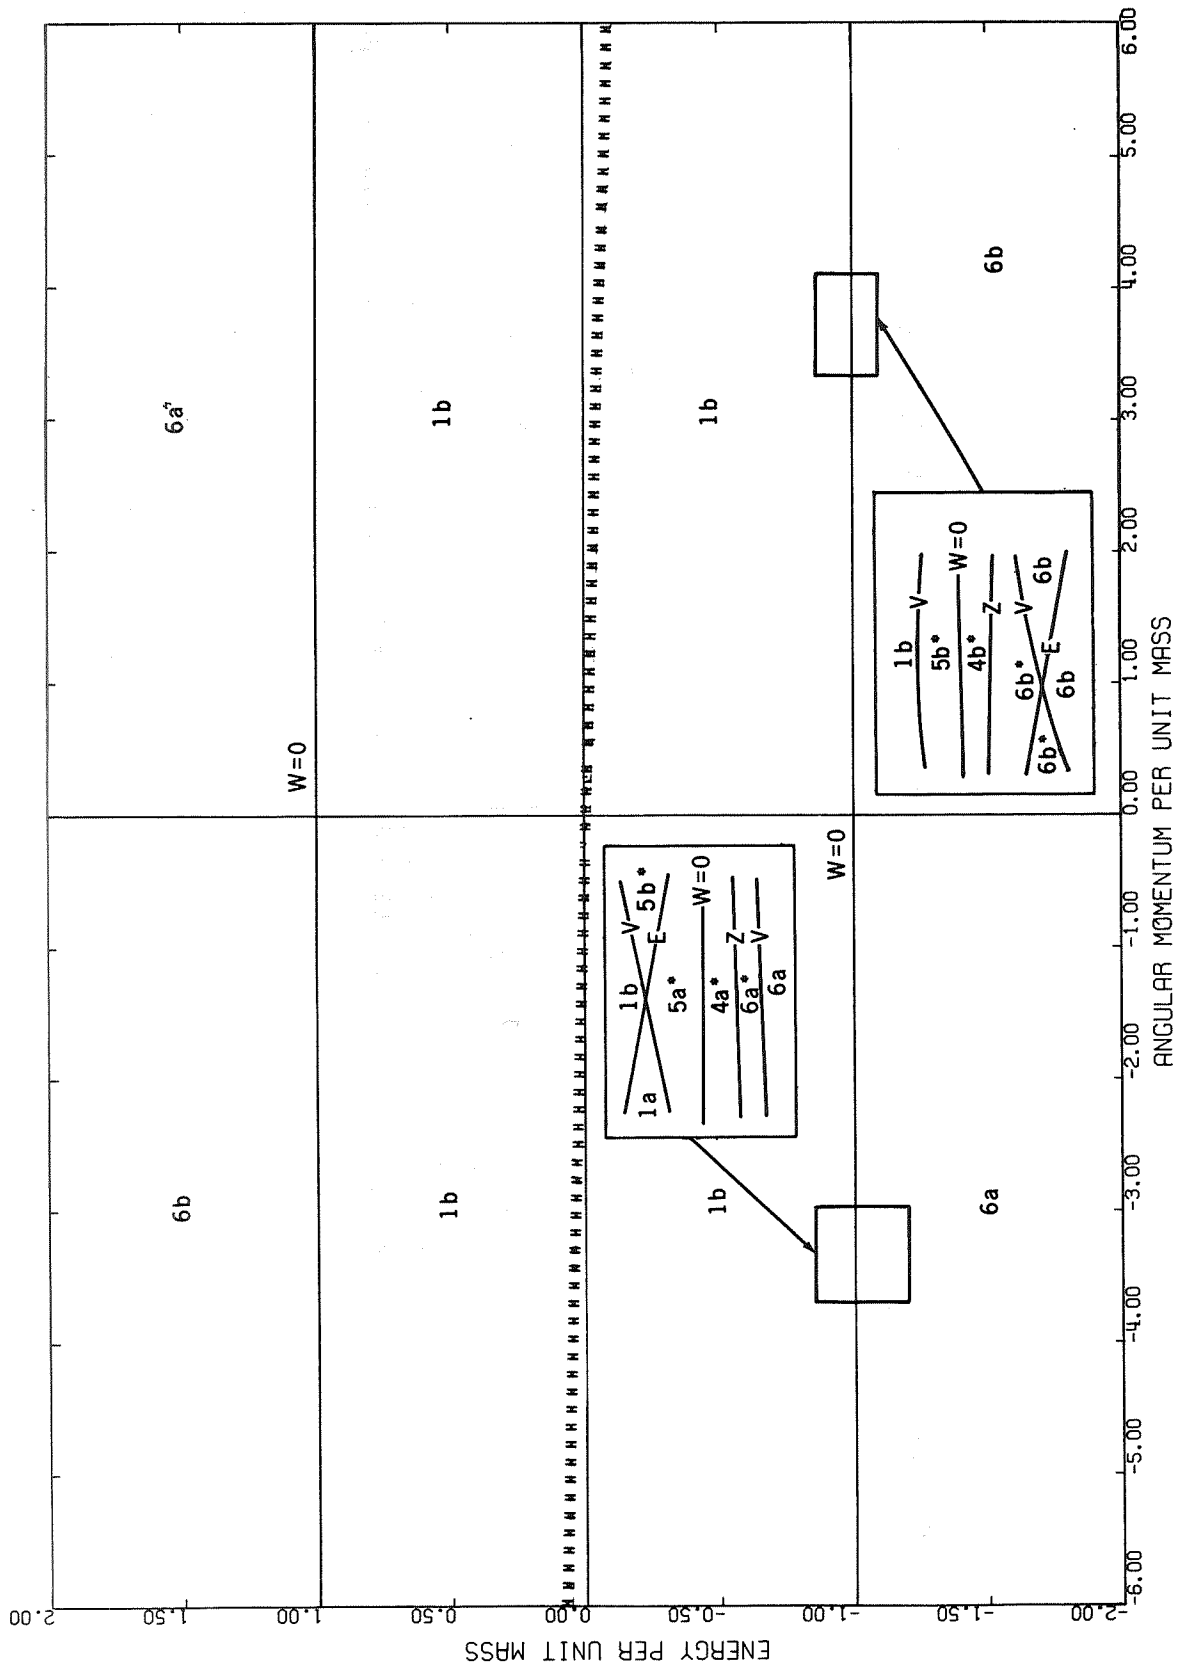 ENERGY PER UNIT MASS
2.00
1.50
1.00
0.50
0.0
-0.50
-1.00
-1.50
-2.00
6b
6a
W=0
1b
1b
1b
1b
W=0
6a
6b
1b
V
1a
E
5b*
5a*
W=0
4a*
Z
6a*
V
6a
1b
V
5b*
W=0
4b*
Z
6b*
V
6b*
E
6b
6b
-6.00 -5.00 -4.00 -3.00 -2.00 -1.00 0.00 1.00 2.00 3.00 4.00 5.00 6.00
ANGULAR MOMENTUM PER UNIT MASS